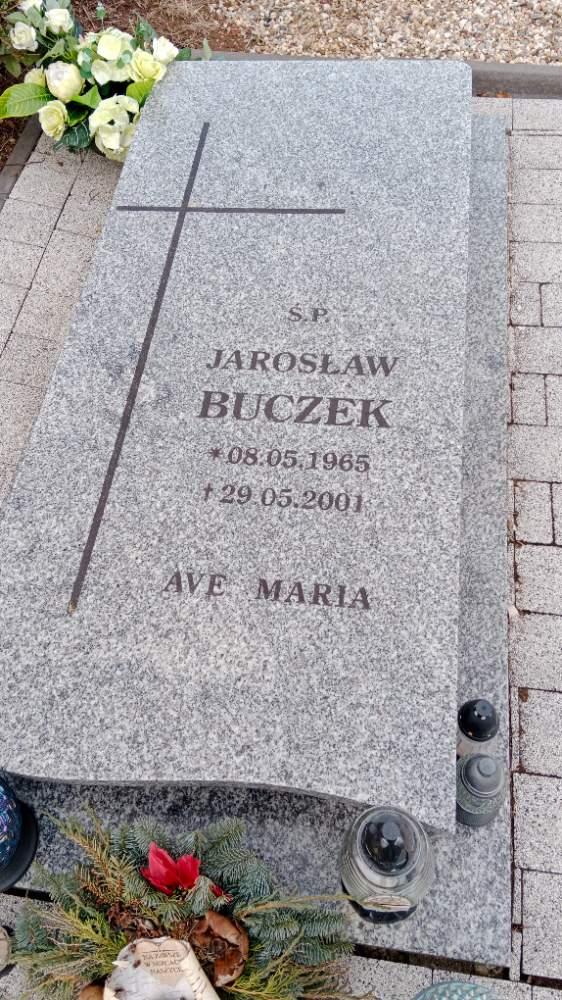 Ś.P.
JAROSŁAW
BUCZEK
*08.05.1965
†29.05.2001
AVE MARIA